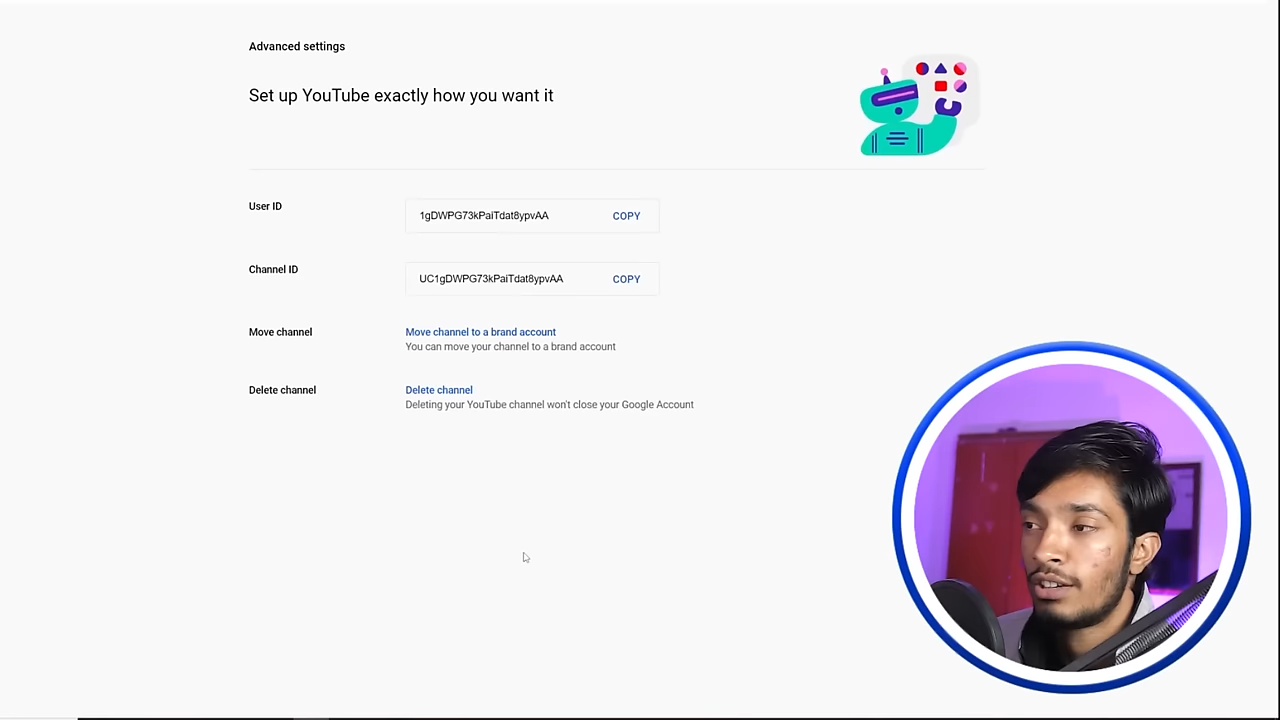 Advanced settings
Set up YouTube exactly how you want it
User ID
1gDWPG73kPaiTdat8ypvAA
COPY
Channel ID
UC1gDWPG73kPaiTdat8ypvAA
COPY
Move channel
Move channel to a brand account
You can move your channel to a brand account
Delete channel
Delete channel
Deleting your YouTube channel won't close your Google Account